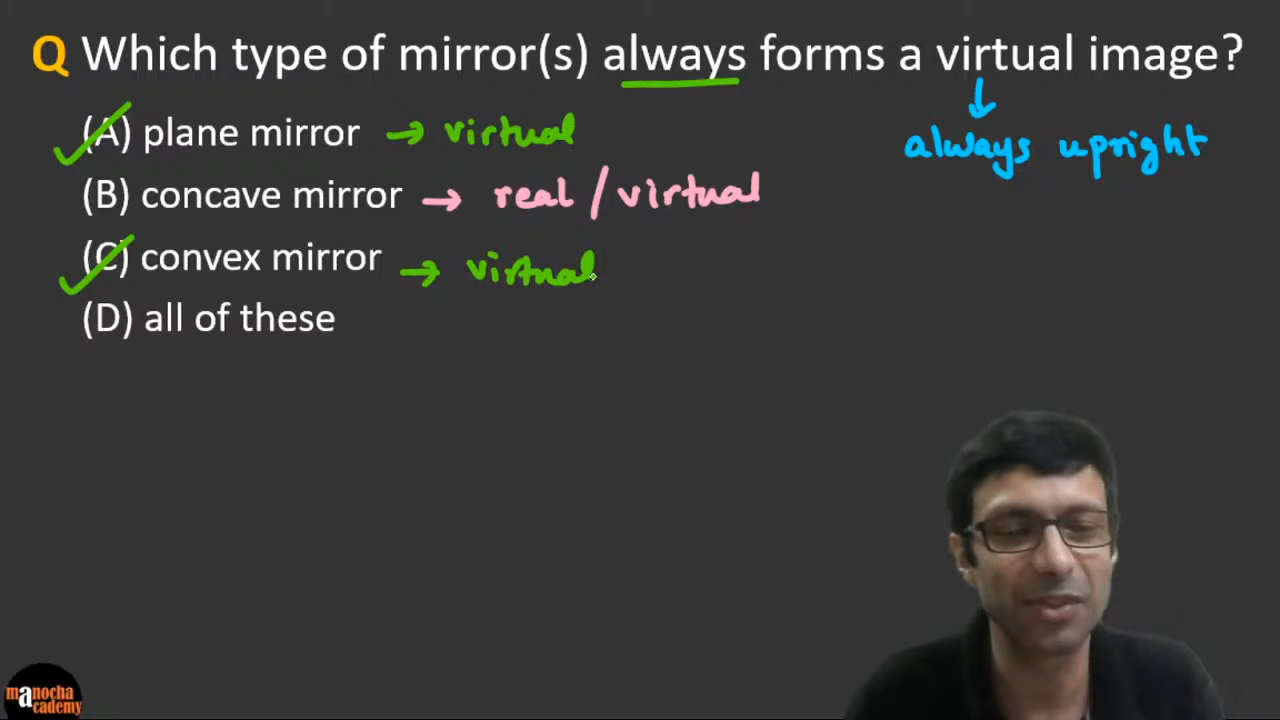 Q Which type of mirror(s) always forms a virtual image?
always upright
(A) plane mirror → virtual
(B) concave mirror → real / virtual
(C) convex mirror → virtual
(D) all of these
manocha
academy